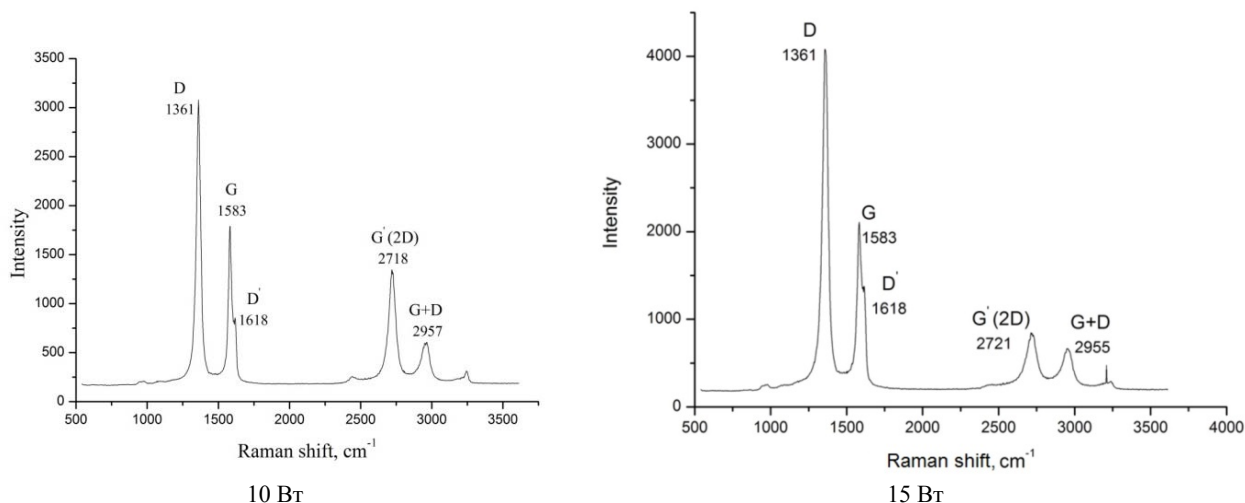 3500
3000
2500
2000
1500
1000
500
0
Intensity
D
1361
G
1583
D'
1618
G'(2D)
2718
G+D
2957
500 1000 1500 2000 2500 3000 3500
Raman shift, cm-1
10 Вт
4000
3000
2000
1000
0
Intensity
D
1361
G
1583
D'
1618
G'(2D)
2721
G+D
2955
500 1000 1500 2000 2500 3000 3500 4000
Raman shift, cm-1
15 Вт